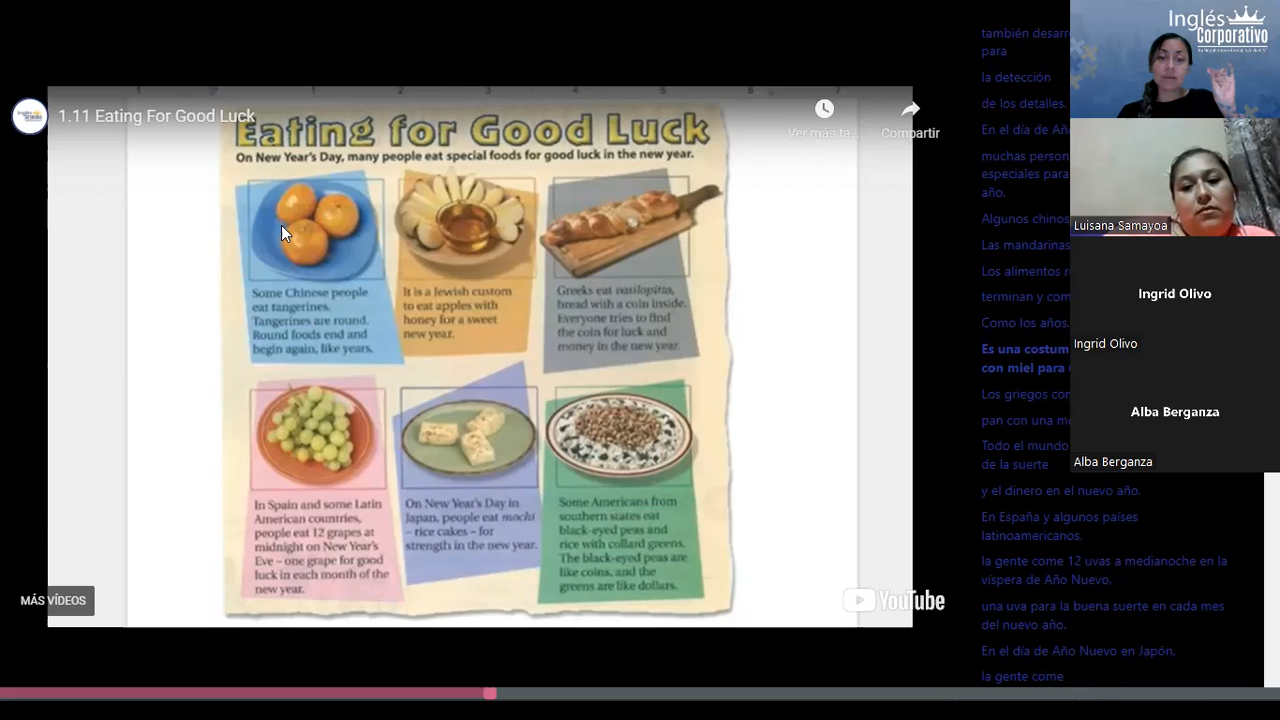 1.11 Eating For Good Luck
Ver más ta...
Compartir
Eating for Good Luck
On New Year's Day, many people eat special foods for good luck in the new year.
Some Chinese people
eat tangerines.
Tangerines are round.
Round foods end and
begin again, like years.
It is a Jewish custom
to eat apples with
honey for a sweet
new year.
Greeks eat vasilopitta,
bread with a coin inside.
Everyone tries to find
the coin for luck and
money in the new year.
In Spain and some Latin
American countries,
people eat 12 grapes at
midnight on New Year's
Eve – one grape for good
luck in each month of the
new year.
On New Year's Day in
Japan, people eat mochi
– rice cakes – for
strength in the new year.
Some Americans from
southern states eat
black-eyed peas and
rice with collard greens.
The black-eyed peas are
like coins, and the
greens are like dollars.
MÁS VÍDEOS
YouTube
también desarr
para
la detección
de los detalles.
En el día de Añ
muchas person
especiales para
año.
Algunos chinos
Las mandarinas
Los alimentos r
terminan y com
Como los años.
Es una costum
con miel para
Los griegos con
pan con una m
Todo el mundo
de la suerte
y el dinero en el nuevo año.
En España y algunos países
latinoamericanos.
la gente come 12 uvas a medianoche en la
víspera de Año Nuevo.
una uva para la buena suerte en cada mes
del nuevo año.
En el día de Año Nuevo en Japón.
la gente come
Inglés
Corporativo
Luisana Samayoa
Ingrid Olivo
Ingrid Olivo
Alba Berganza
Alba Berganza